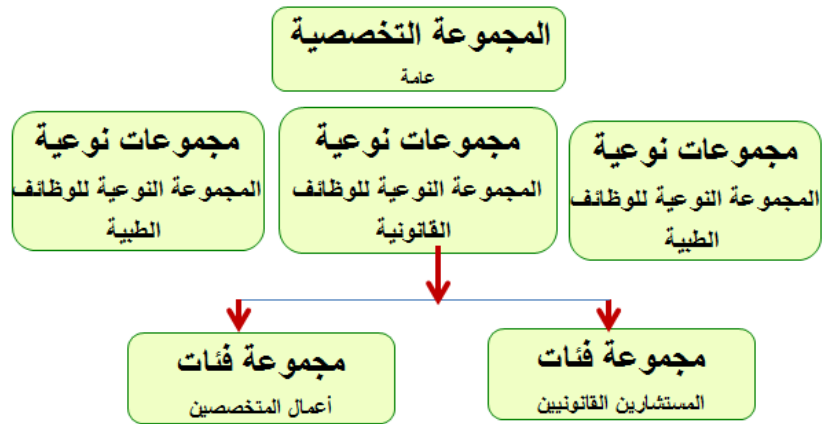 المجموعة التخصصية
عامة
مجموعات نوعية
المجموعة النوعية للوظائف
الطبية
مجموعات نوعية
المجموعة النوعية للوظائف
القانونية
مجموعات نوعية
المجموعة النوعية للوظائف
الطبية
مجموعة فئات
المستشارين القانونيين
مجموعة فئات
أعمال المتخصصين